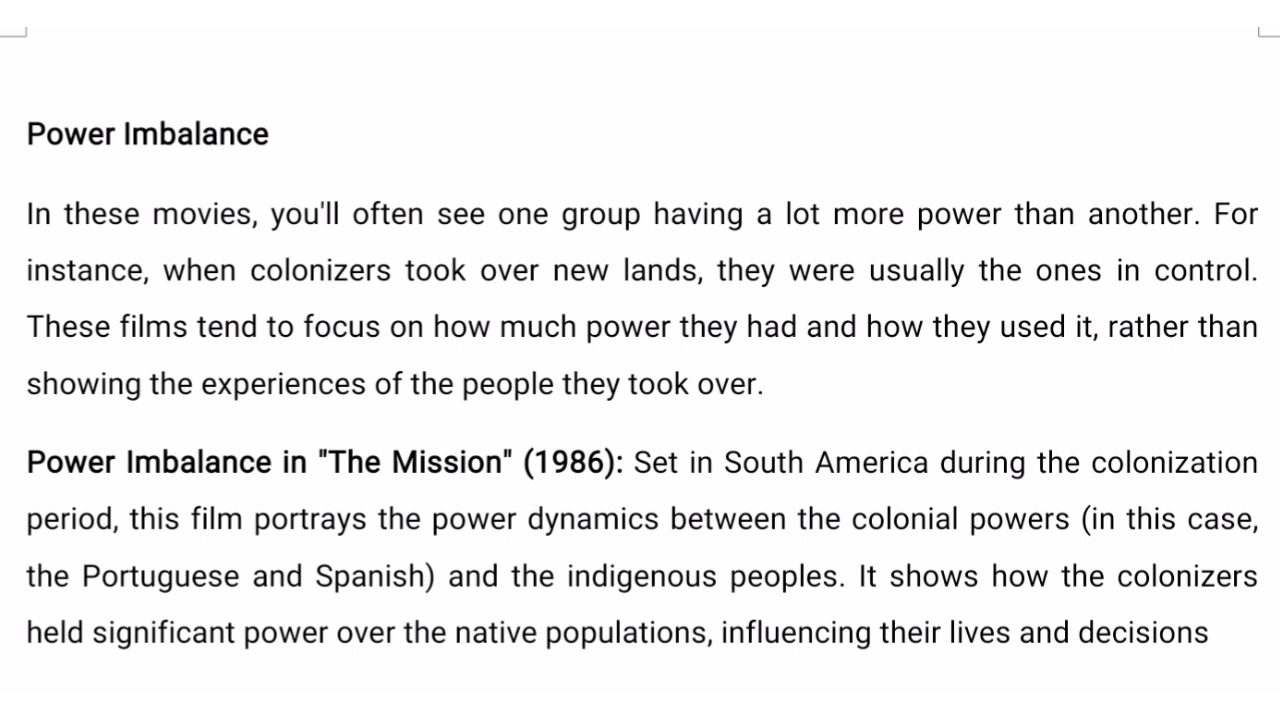 Power Imbalance
In these movies, you'll often see one group having a lot more power than another. For
instance, when colonizers took over new lands, they were usually the ones in control.
These films tend to focus on how much power they had and how they used it, rather than
showing the experiences of the people they took over.
Power Imbalance in "The Mission" (1986): Set in South America during the colonization
period, this film portrays the power dynamics between the colonial powers (in this case,
the Portuguese and Spanish) and the indigenous peoples. It shows how the colonizers
held significant power over the native populations, influencing their lives and decisions